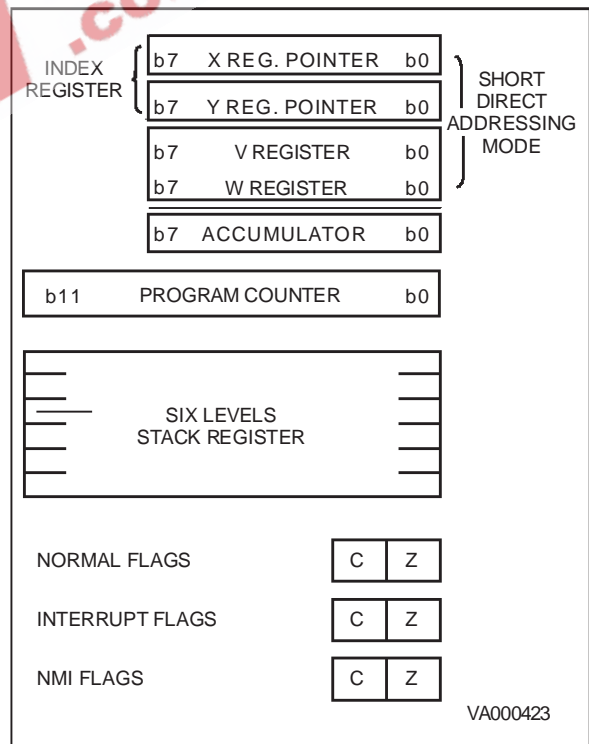 .co
INDEX
REGISTER
b7 X REG. POINTER b0
b7 Y REG. POINTER b0
b7 V REGISTER b0
b7 W REGISTER b0
SHORT
DIRECT
ADDRESSING
MODE
b7 ACCUMULATOR b0
b11 PROGRAM COUNTER b0
SIX LEVELS
STACK REGISTER
NORMAL FLAGS C Z
INTERRUPT FLAGS C Z
NMI FLAGS C Z
VA000423